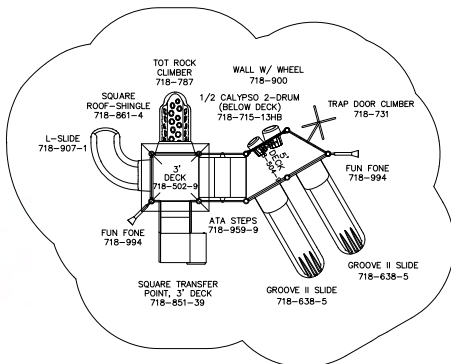 TOT ROCK
CLIMBER
718-787
WALL W/ WHEEL
718-900
SQUARE
ROOF-SHINGLE
718-861-4
1/2 CALYPSO 2-DRUM
(BELOW DECK)
718-715-13HB
TRAP DOOR CLIMBER
718-731
L-SLIDE
718-907-1
3'
DECK
718-502-9
5'
DECK
FUN FONE
718-994
FUN FONE
718-994
ATA STEPS
718-959-9
SQUARE TRANSFER
POINT, 3' DECK
718-851-39
GROOVE II SLIDE
718-638-5
GROOVE II SLIDE
718-638-5